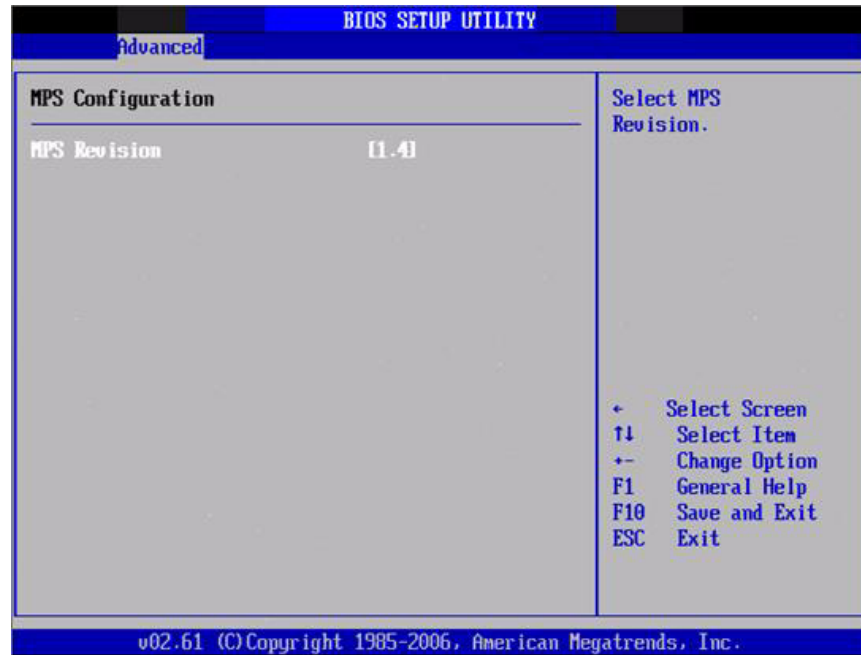 BIOS SETUP UTILITY
Advanced
MPS Configuration
MPS Revision [1.4]
Select MPS
Revision.
← Select Screen
↑↓ Select Item
+- Change Option
F1 General Help
F10 Save and Exit
ESC Exit
v02.61 (C)Copyright 1985-2006, American Megatrends, Inc.